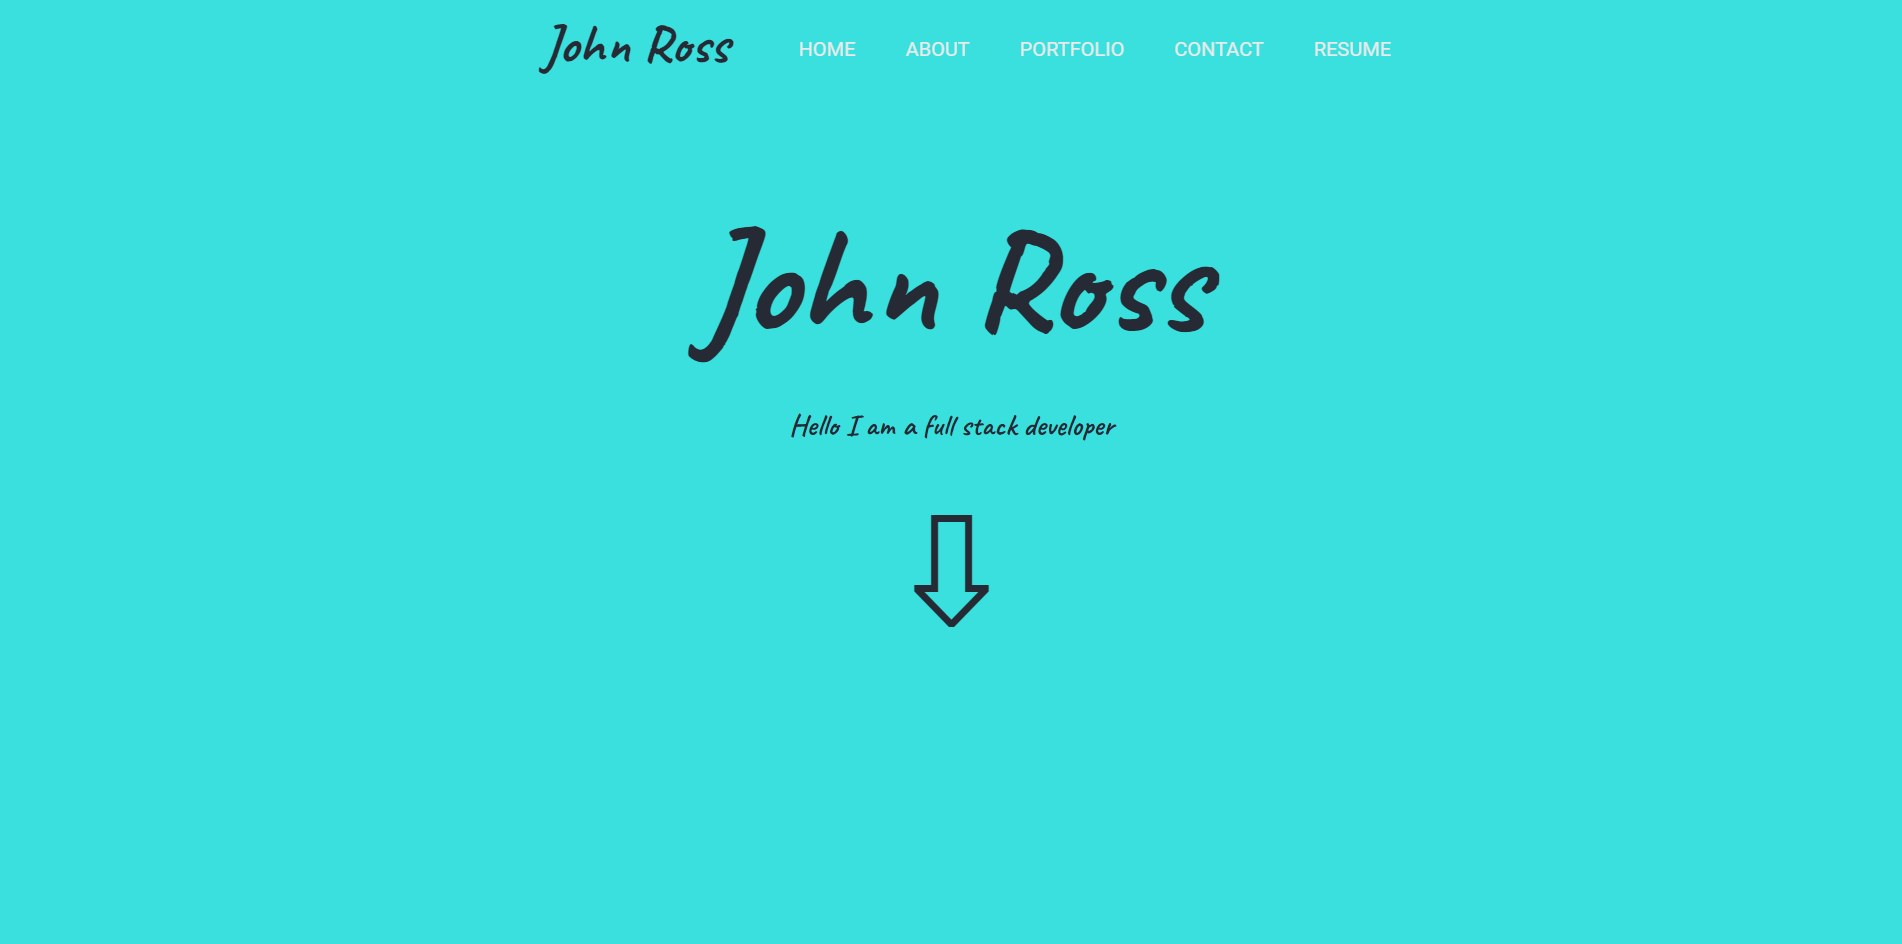 John Ross HOME ABOUT PORTFOLIO CONTACT RESUME
John Ross
Hello I am a full stack developer